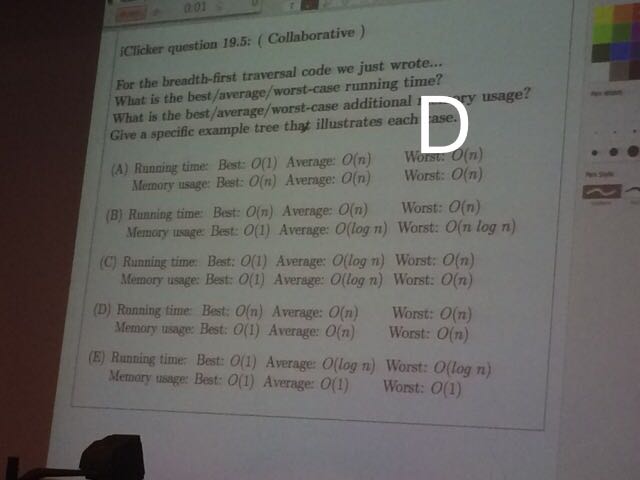 0:01
0
iClicker question 19.5: ( Collaborative )
For the breadth-first traversal code we just wrote...
What is the best/average/worst-case running time?
What is the best/average/worst-case additional memory usage?
Give a specific example tree that illustrates each case.
D
(A) Running time: Best: O(1) Average: O(n) Worst: O(n)
Memory usage: Best: O(n) Average: O(n) Worst: O(n)
(B) Running time: Best: O(n) Average: O(n) Worst: O(n)
Memory usage: Best: O(1) Average: O(log n) Worst: O(n log n)
(C) Running time: Best: O(1) Average: O(log n) Worst: O(n)
Memory usage: Best: O(1) Average: O(log n) Worst: O(n)
(D) Running time: Best: O(n) Average: O(n) Worst: O(n)
Memory usage: Best: O(1) Average: O(n) Worst: O(n)
(E) Running time: Best: O(1) Average: O(log n) Worst: O(log n)
Memory usage: Best: O(1) Average: O(1) Worst: O(1)
Pen Width
Pen Style